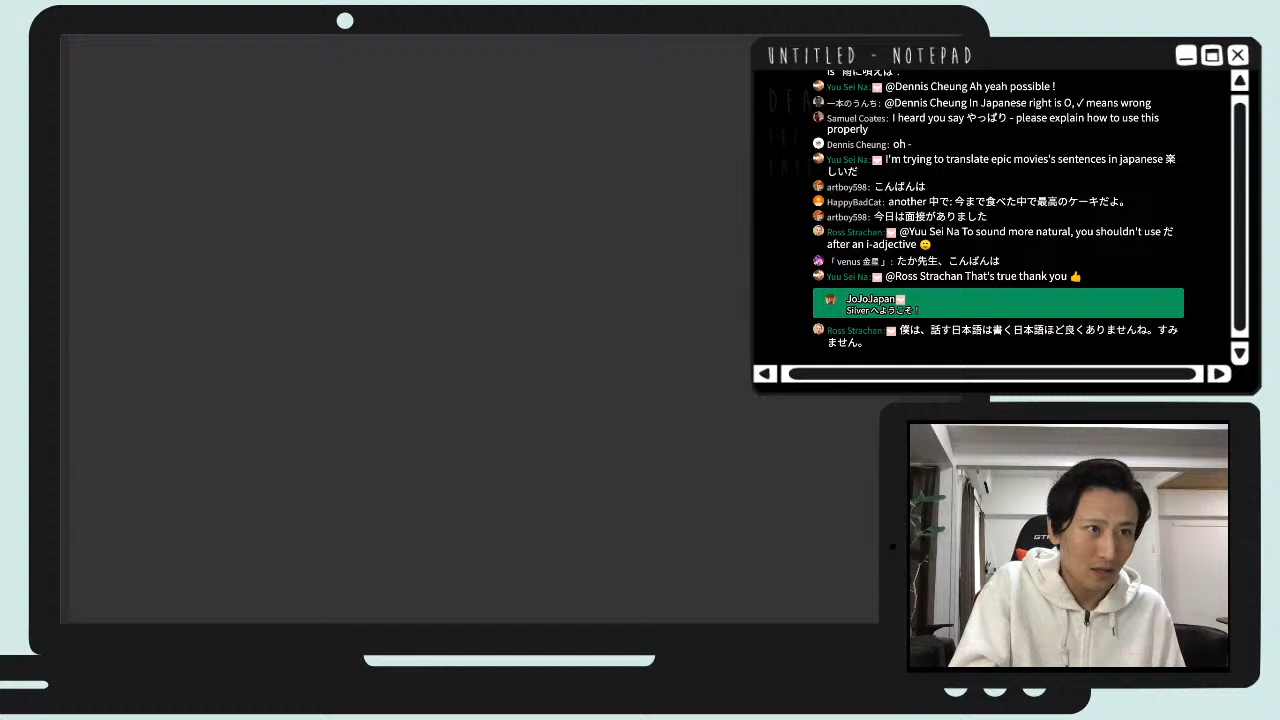 UNTITLED - NOTEPAD
is "雨に唄えば".
Yuu Sei Na: @Dennis Cheung Ah yeah possible !
一本のうんち: @Dennis Cheung In Japanese right is O, ✓ means wrong
Samuel Coates: I heard you say やっぱり - please explain how to use this
properly
Dennis Cheung: oh -
Yuu Sei Na: I'm trying to translate epic movies's sentences in japanese 楽
しいだ
artboy598: こんばんは
HappyBadCat: another 中で: 今まで食べた中で最高のケーキだよ。
artboy598: 今日は面接がありました
Ross Strachan: @Yuu Sei Na To sound more natural, you shouldn't use だ
after an i-adjective 😊
「 venus 金星 」: たか先生、こんばんは
Yuu Sei Na: @Ross Strachan That's true thank you 👍
JoJoJapan
Silverへようこそ！
Ross Strachan: 僕は、話す日本語は書く日本語ほど良くありませんね。すみ
ません。
GTR